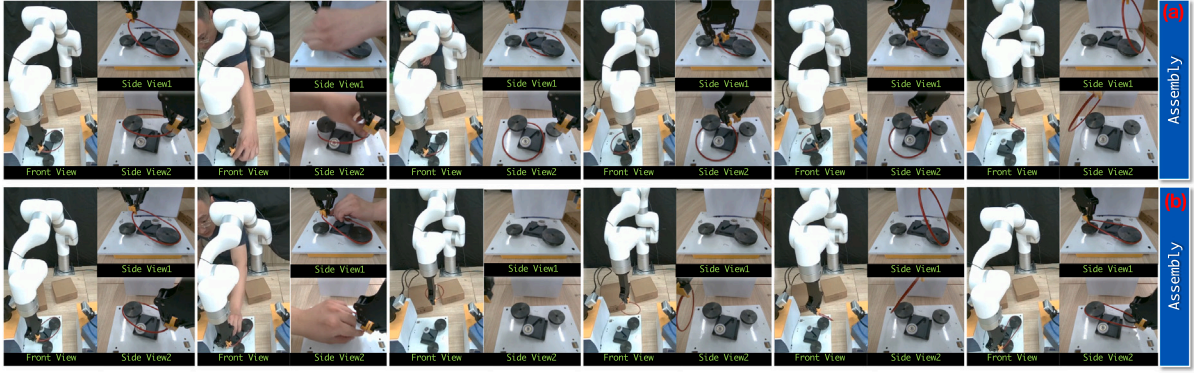 (a)
Side View1 Side View1 Side View1 Side View1 Side View1 Side View1
Assembly
Front View Side View2 Front View Side View2 Front View Side View2 Front View Side View2 Front View Side View2 Front View Side View2
(b)
Side View1 Side View1 Side View1 Side View1 Side View1 Side View1
Assembly
Front View Side View2 Front View Side View2 Front View Side View2 Front View Side View2 Front View Side View2 Front View Side View2